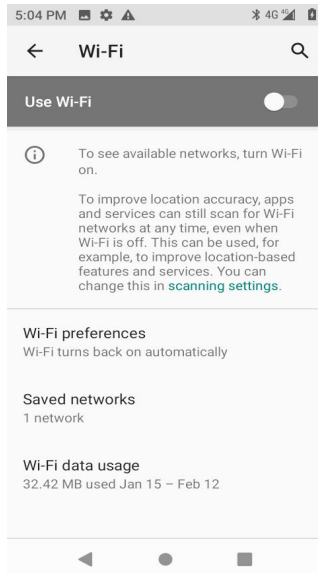 5:04 PM 4G 4G
Wi-Fi
Use Wi-Fi
To see available networks, turn Wi-Fi
on.
To improve location accuracy, apps
and services can still scan for Wi-Fi
networks at any time, even when
Wi-Fi is off. This can be used, for
example, to improve location-based
features and services. You can
change this in scanning settings.
Wi-Fi preferences
Wi-Fi turns back on automatically
Saved networks
1 network
Wi-Fi data usage
32.42 MB used Jan 15 – Feb 12